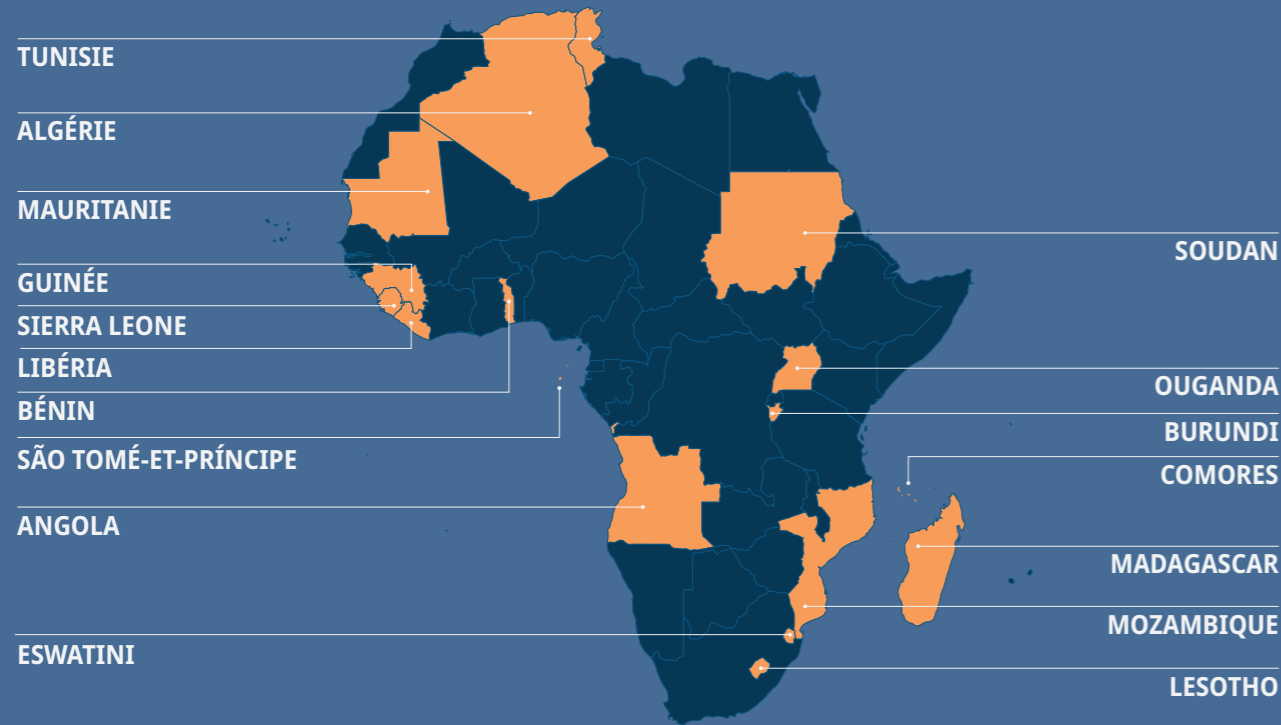 TUNISIE
ALGÉRIE
MAURITANIE
GUINÉE
SIERRA LEONE
LIBÉRIA
BÉNIN
SÃO TOMÉ-ET-PRÍNCIPE
ANGOLA
ESWATINI
SOUDAN
OUGANDA
BURUNDI
COMORES
MADAGASCAR
MOZAMBIQUE
LESOTHO